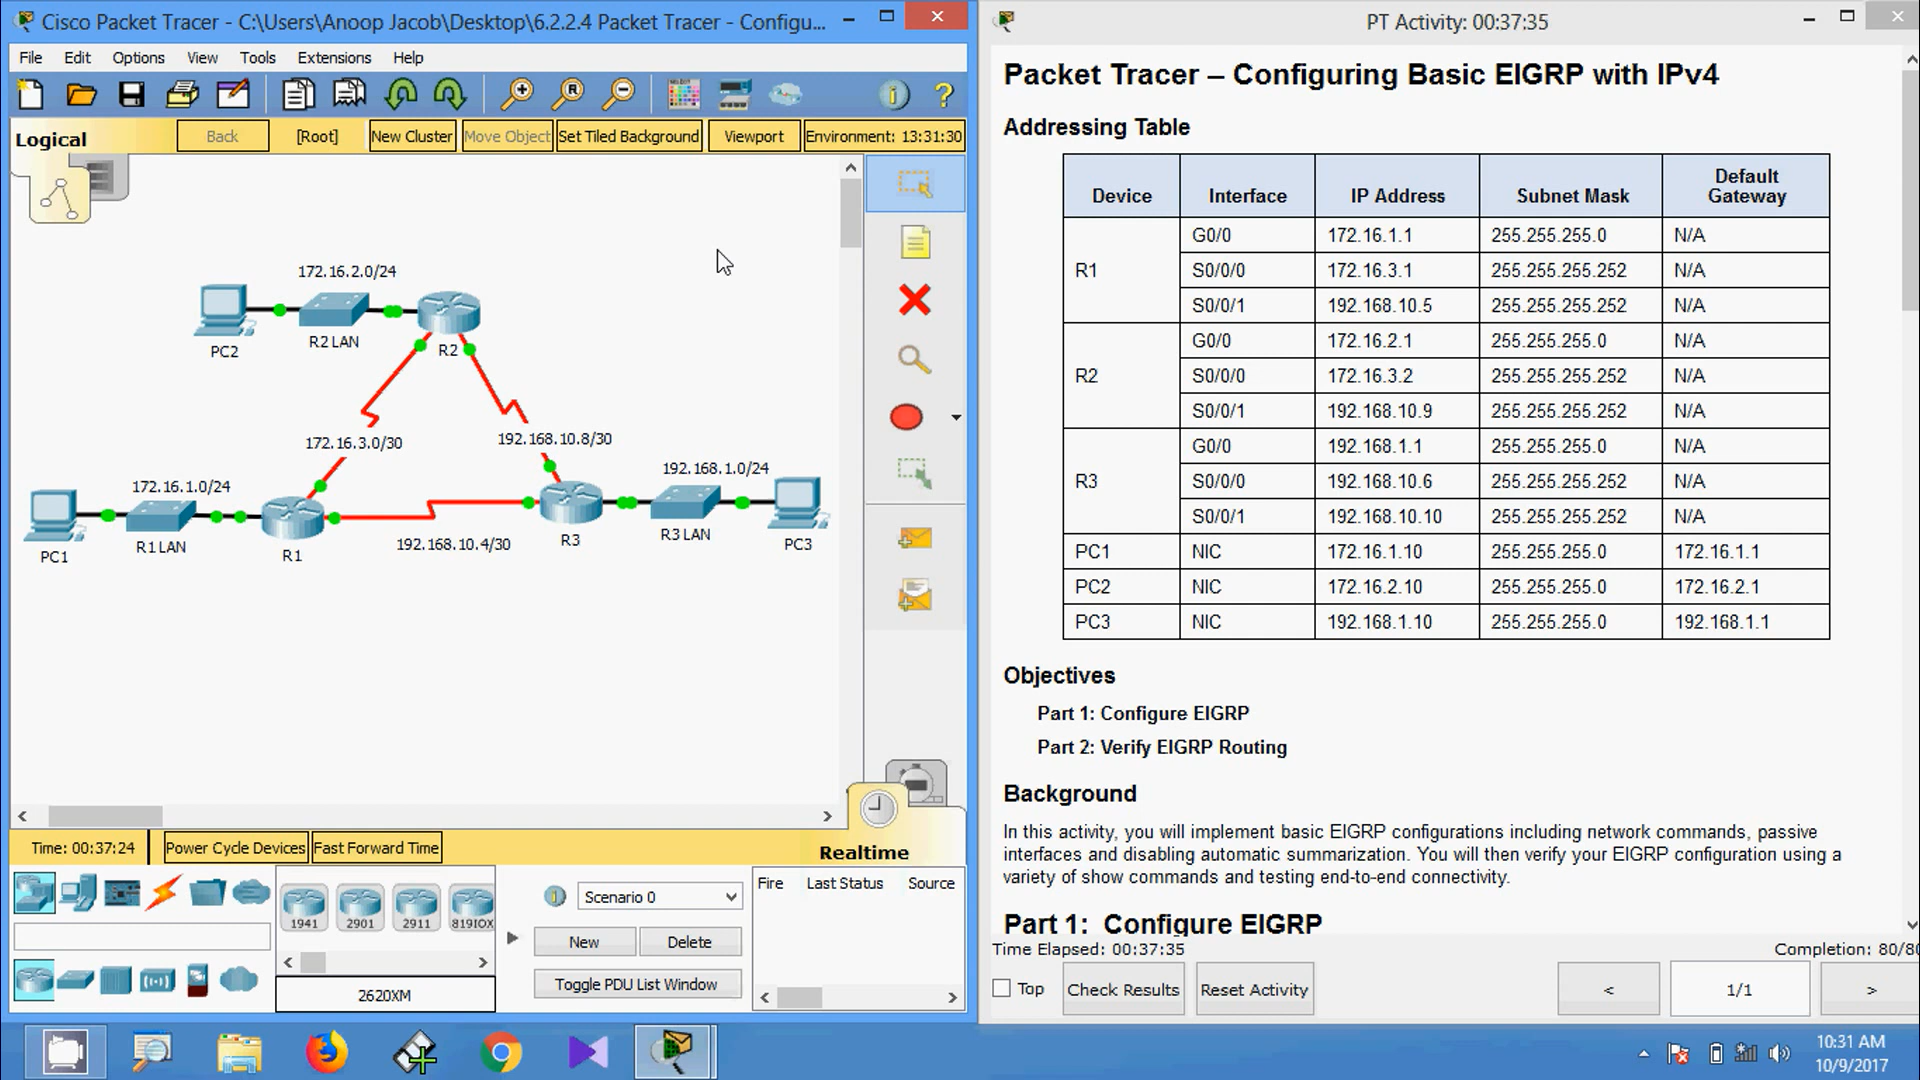 Cisco Packet Tracer - C:\Users\Anoop Jacob\Desktop\6.2.2.4 Packet Tracer - Configu...
File Edit Options View Tools Extensions Help
Logical Back [Root] New Cluster Move Object Set Tiled Background Viewport Environment: 13:31:30
172.16.2.0/24
PC2 R2 LAN R2
172.16.3.0/30 192.168.10.8/30
172.16.1.0/24 192.168.1.0/24
PC1 R1 LAN R1 192.168.10.4/30 R3 R3 LAN PC3
Time: 00:37:24 Power Cycle Devices Fast Forward Time Realtime
1941 2901 2911 819IOX
2620XM
Scenario 0
New Delete
Toggle PDU List Window
Fire Last Status Source
PT Activity: 00:37:35
Packet Tracer – Configuring Basic EIGRP with IPv4
Addressing Table
Device Interface IP Address Subnet Mask Default Gateway
R1 G0/0 172.16.1.1 255.255.255.0 N/A
S0/0/0 172.16.3.1 255.255.255.252 N/A
S0/0/1 192.168.10.5 255.255.255.252 N/A
R2 G0/0 172.16.2.1 255.255.255.0 N/A
S0/0/0 172.16.3.2 255.255.255.252 N/A
S0/0/1 192.168.10.9 255.255.255.252 N/A
R3 G0/0 192.168.1.1 255.255.255.0 N/A
S0/0/0 192.168.10.6 255.255.255.252 N/A
S0/0/1 192.168.10.10 255.255.255.252 N/A
PC1 NIC 172.16.1.10 255.255.255.0 172.16.1.1
PC2 NIC 172.16.2.10 255.255.255.0 172.16.2.1
PC3 NIC 192.168.1.10 255.255.255.0 192.168.1.1
Objectives
Part 1: Configure EIGRP
Part 2: Verify EIGRP Routing
Background
In this activity, you will implement basic EIGRP configurations including network commands, passive
interfaces and disabling automatic summarization. You will then verify your EIGRP configuration using a
variety of show commands and testing end-to-end connectivity.
Part 1: Configure EIGRP
Time Elapsed: 00:37:35 Completion: 80/80
Top Check Results Reset Activity < 1/1 >
10:31 AM
10/9/2017